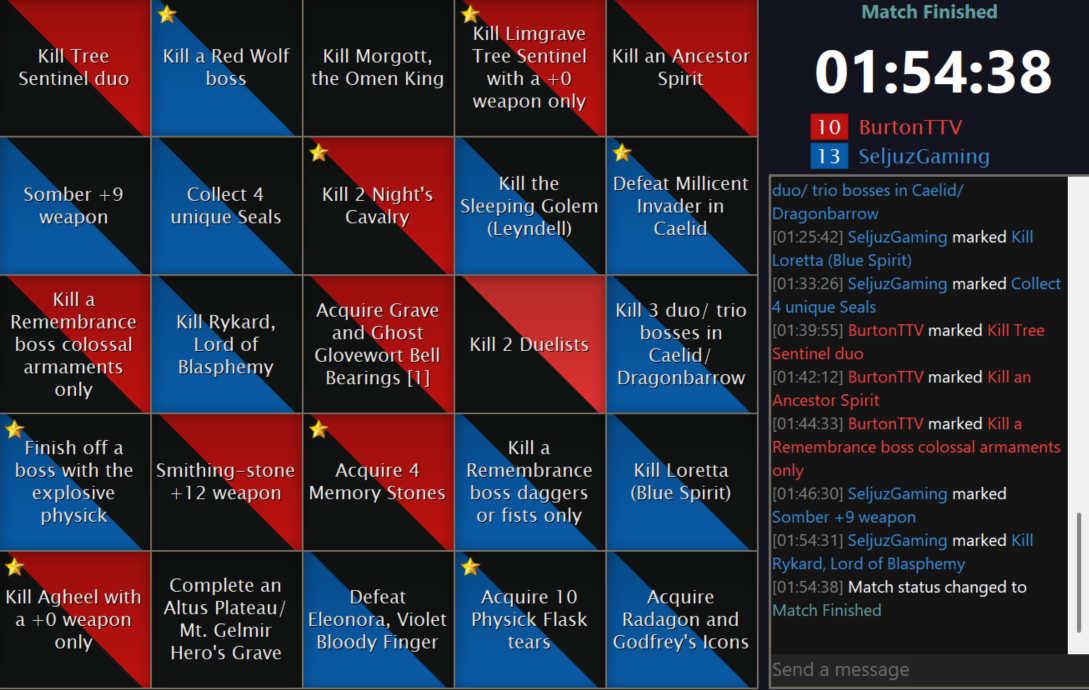 Kill Tree
Sentinel duo
Kill a Red Wolf
boss
Kill Morgott,
the Omen King
Kill Limgrave
Tree Sentinel
with a +0
weapon only
Kill an Ancestor
Spirit
Somber +9
weapon
Collect 4
unique Seals
Kill 2 Night's
Cavalry
Kill the
Sleeping Golem
(Leyndell)
Defeat Millicent
Invader in
Caelid
Kill a
Remembrance
boss colossal
armaments
only
Kill Rykard,
Lord of
Blasphemy
Acquire Grave
and Ghost
Glovewort Bell
Bearings [1]
Kill 2 Duelists
Kill 3 duo/ trio
bosses in
Caelid/
Dragonbarrow
Finish off a
boss with the
explosive
physick
Smithing-stone
+12 weapon
Acquire 4
Memory Stones
Kill a
Remembrance
boss daggers
or fists only
Kill Loretta
(Blue Spirit)
Kill Agheel with
a +0 weapon
only
Complete an
Altus Plateau/
Mt. Gelmir
Hero's Grave
Defeat
Eleonora, Violet
Bloody Finger
Acquire 10
Physick Flask
tears
Acquire
Radagon and
Godfrey's Icons
Match Finished
01:54:38
10 BurtonTTV
13 SeljuzGaming
duo/ trio bosses in Caelid/
Dragonbarrow
[01:25:42] SeljuzGaming marked Kill
Loretta (Blue Spirit)
[01:33:26] SeljuzGaming marked Collect
4 unique Seals
[01:39:55] BurtonTTV marked Kill Tree
Sentinel duo
[01:42:12] BurtonTTV marked Kill an
Ancestor Spirit
[01:44:33] BurtonTTV marked Kill a
Remembrance boss colossal armaments
only
[01:46:30] SeljuzGaming marked
Somber +9 weapon
[01:54:31] SeljuzGaming marked Kill
Rykard, Lord of Blasphemy
[01:54:38] Match status changed to
Match Finished
Send a message